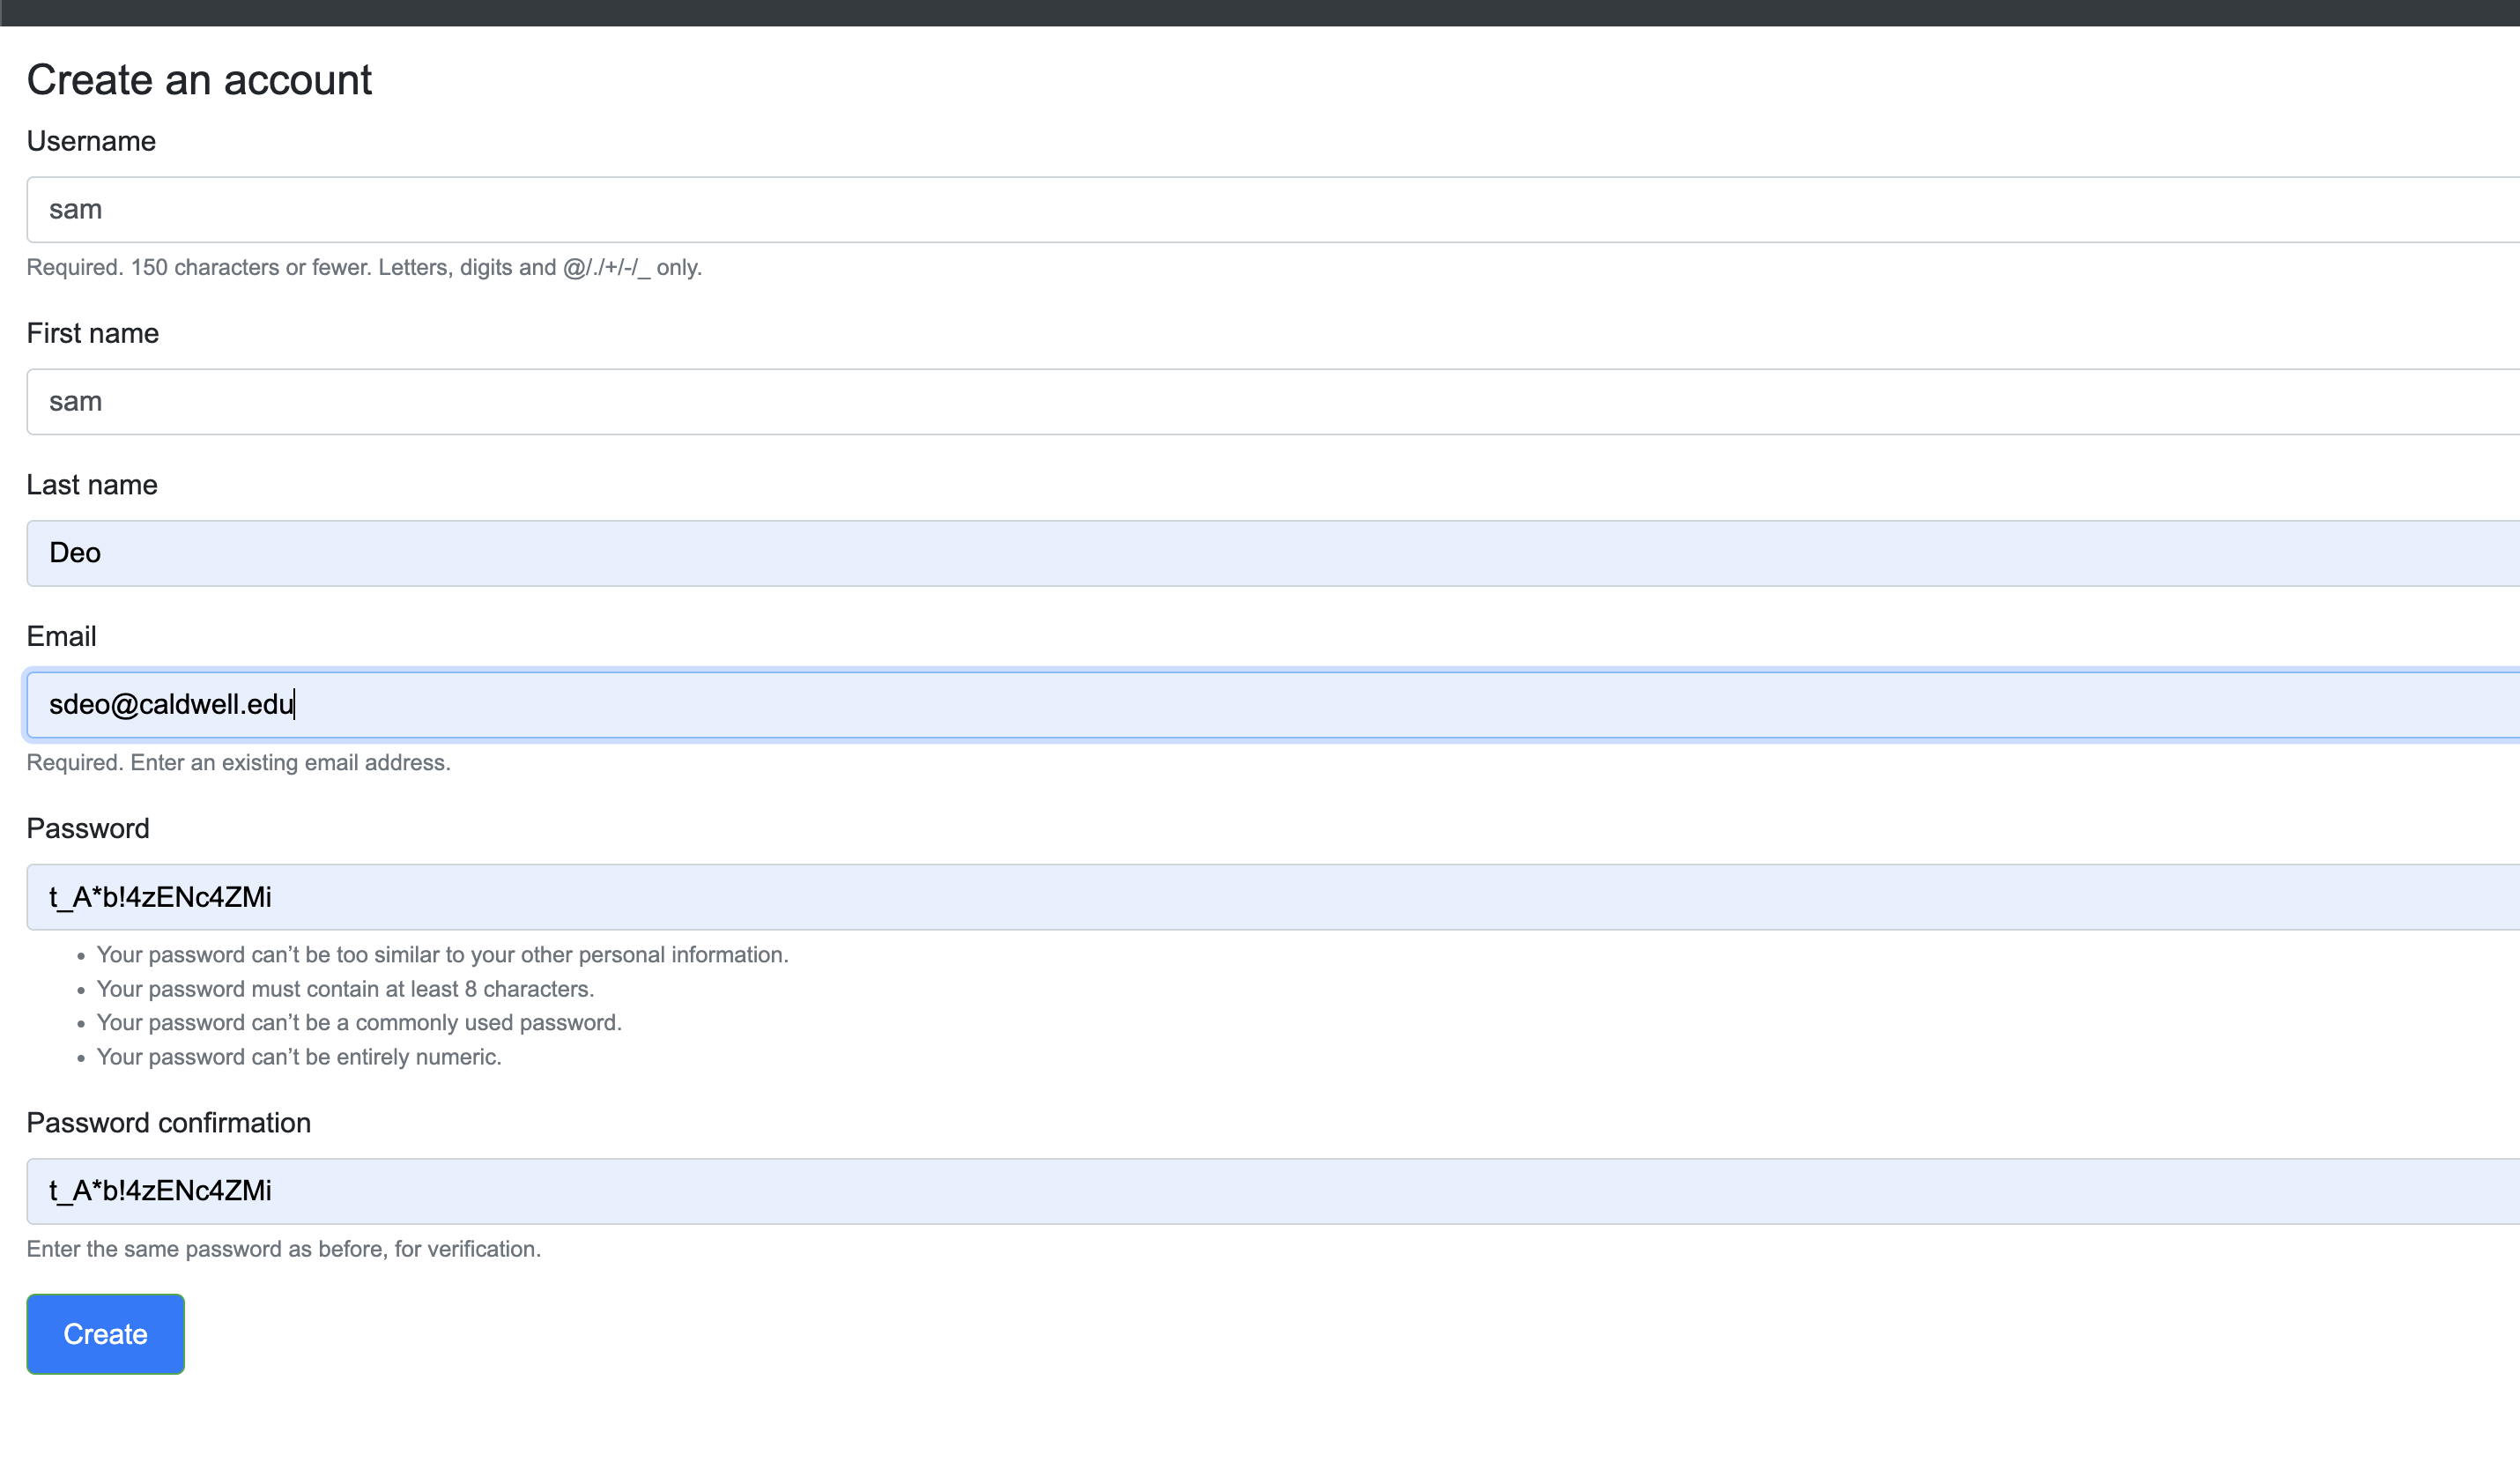 Create an account
Username
sam
Required. 150 characters or fewer. Letters, digits and @/./+/-/_ only.
First name
sam
Last name
Deo
Email
sdeo@caldwell.edu
Required. Enter an existing email address.
Password
t_A*b!4zENc4ZMi
• Your password can’t be too similar to your other personal information.
• Your password must contain at least 8 characters.
• Your password can’t be a commonly used password.
• Your password can’t be entirely numeric.
Password confirmation
t_A*b!4zENc4ZMi
Enter the same password as before, for verification.
Create